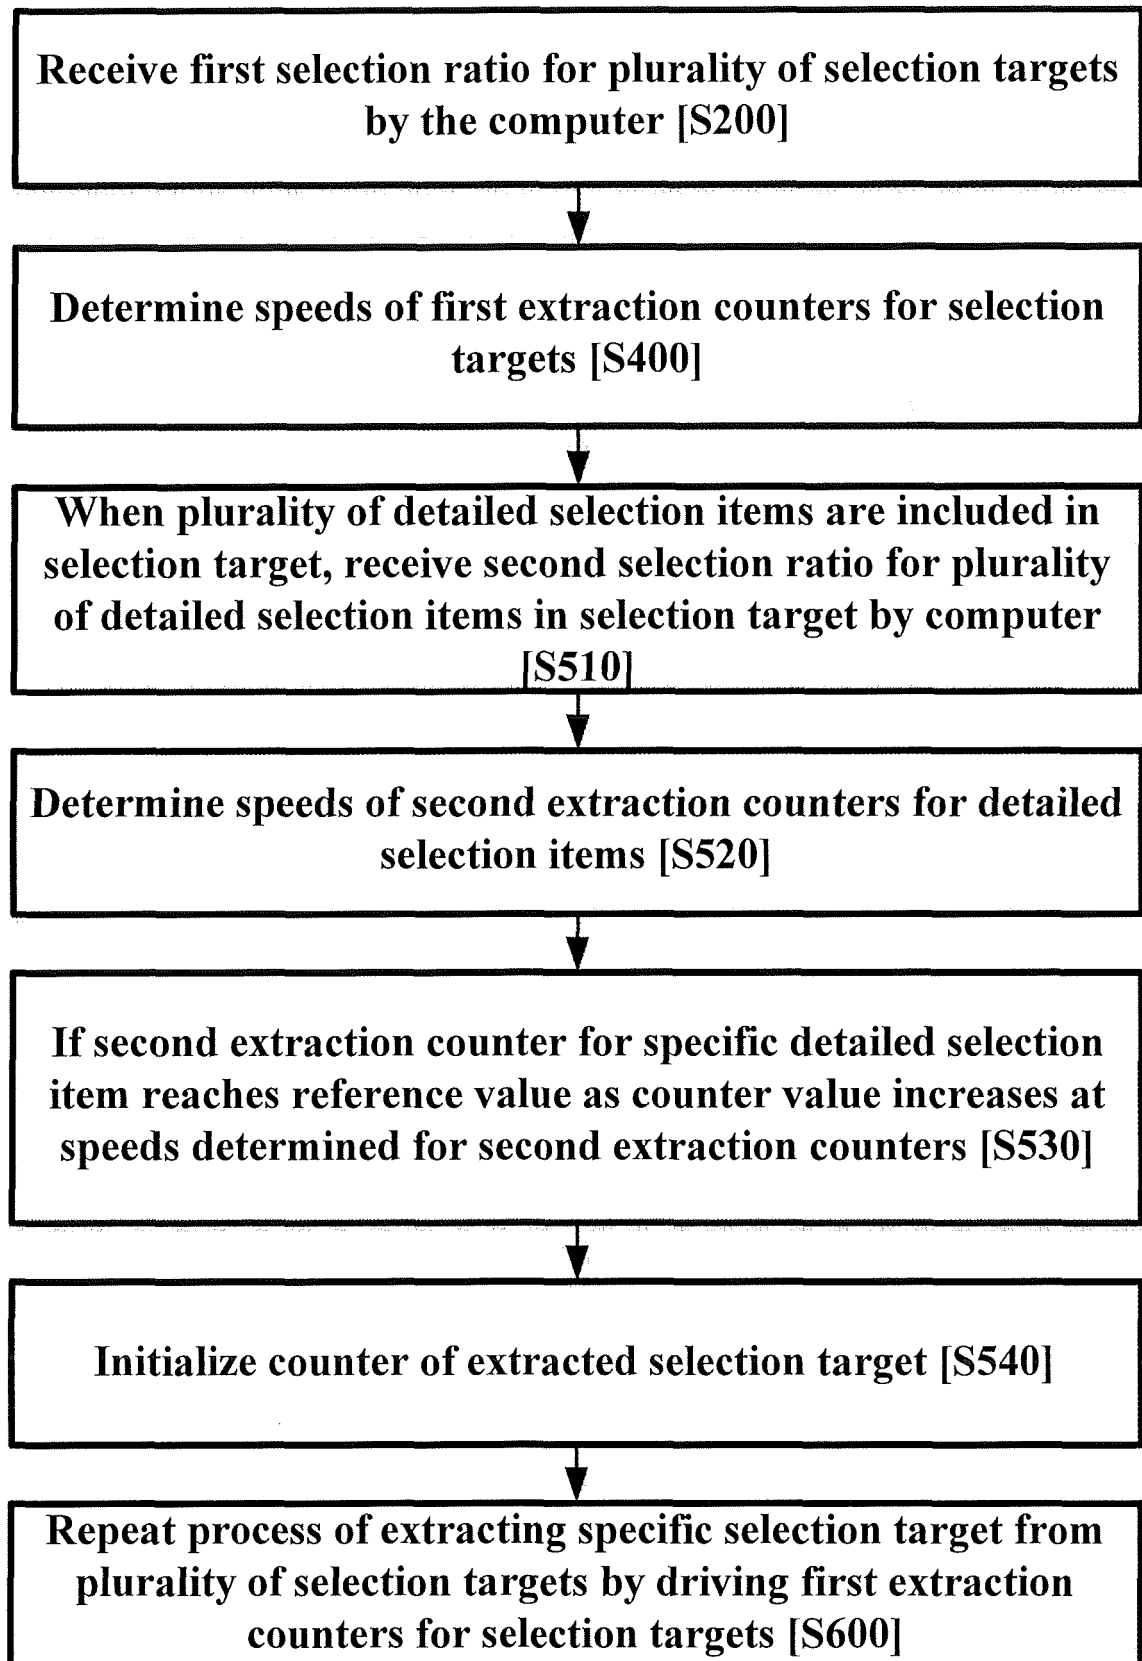 Receive first selection ratio for plurality of selection targets
by the computer [S200]
Determine speeds of first extraction counters for selection
targets [S400]
When plurality of detailed selection items are included in
selection target, receive second selection ratio for plurality
of detailed selection items in selection target by computer
[S510]
Determine speeds of second extraction counters for detailed
selection items [S520]
If second extraction counter for specific detailed selection
item reaches reference value as counter value increases at
speeds determined for second extraction counters [S530]
Initialize counter of extracted selection target [S540]
Repeat process of extracting specific selection target from
plurality of selection targets by driving first extraction
counters for selection targets [S600]